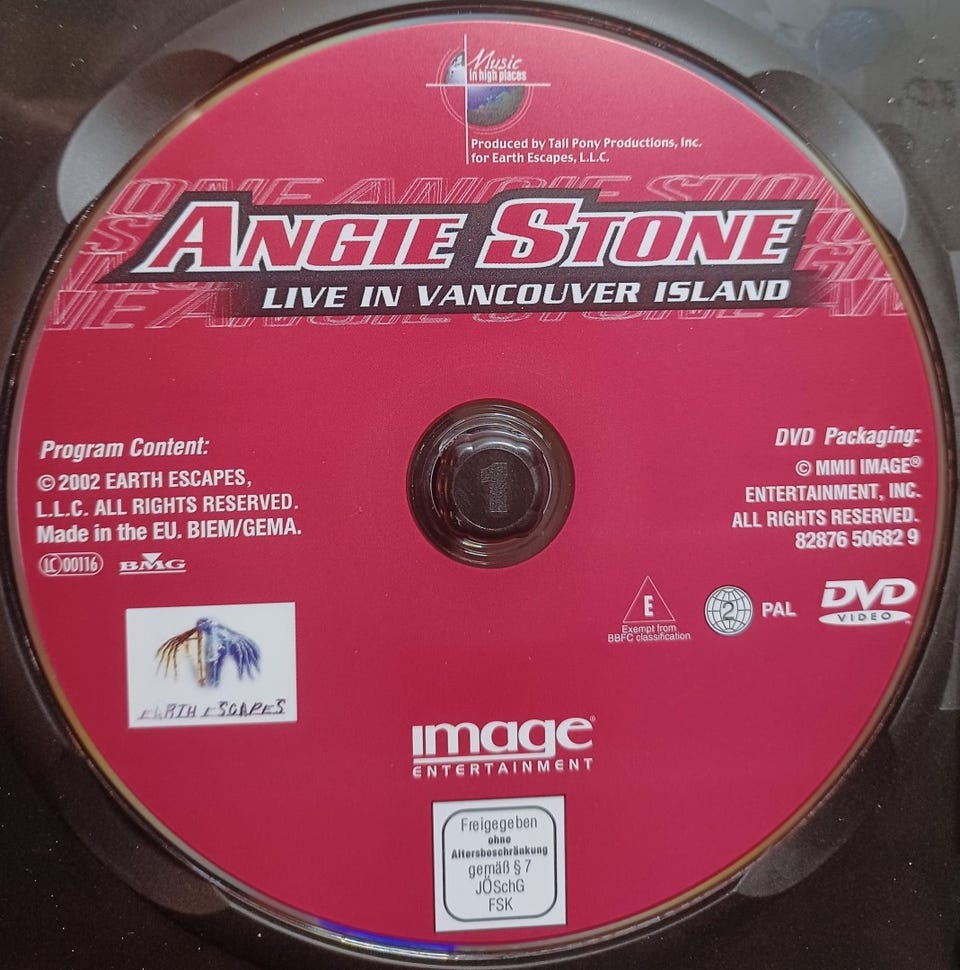 Music
in high places
Produced by Tall Pony Productions, Inc.
for Earth Escapes, L.L.C.
ANGIE STONE
LIVE IN VANCOUVER ISLAND
Program Content:
© 2002 EARTH ESCAPES,
L.L.C. ALL RIGHTS RESERVED.
Made in the EU. BIEM/GEMA.
LC 00116 BMG
DVD Packaging:
© MMII IMAGE®
ENTERTAINMENT, INC.
ALL RIGHTS RESERVED.
82876 50682 9
1
E
Exempt from
BBFC classification
2
PAL
DVD
VIDEO
EARTH ESCAPES
image®
ENTERTAINMENT
Freigegeben
ohne
Altersbeschränkung
gemäß § 7
JÖSchG
FSK